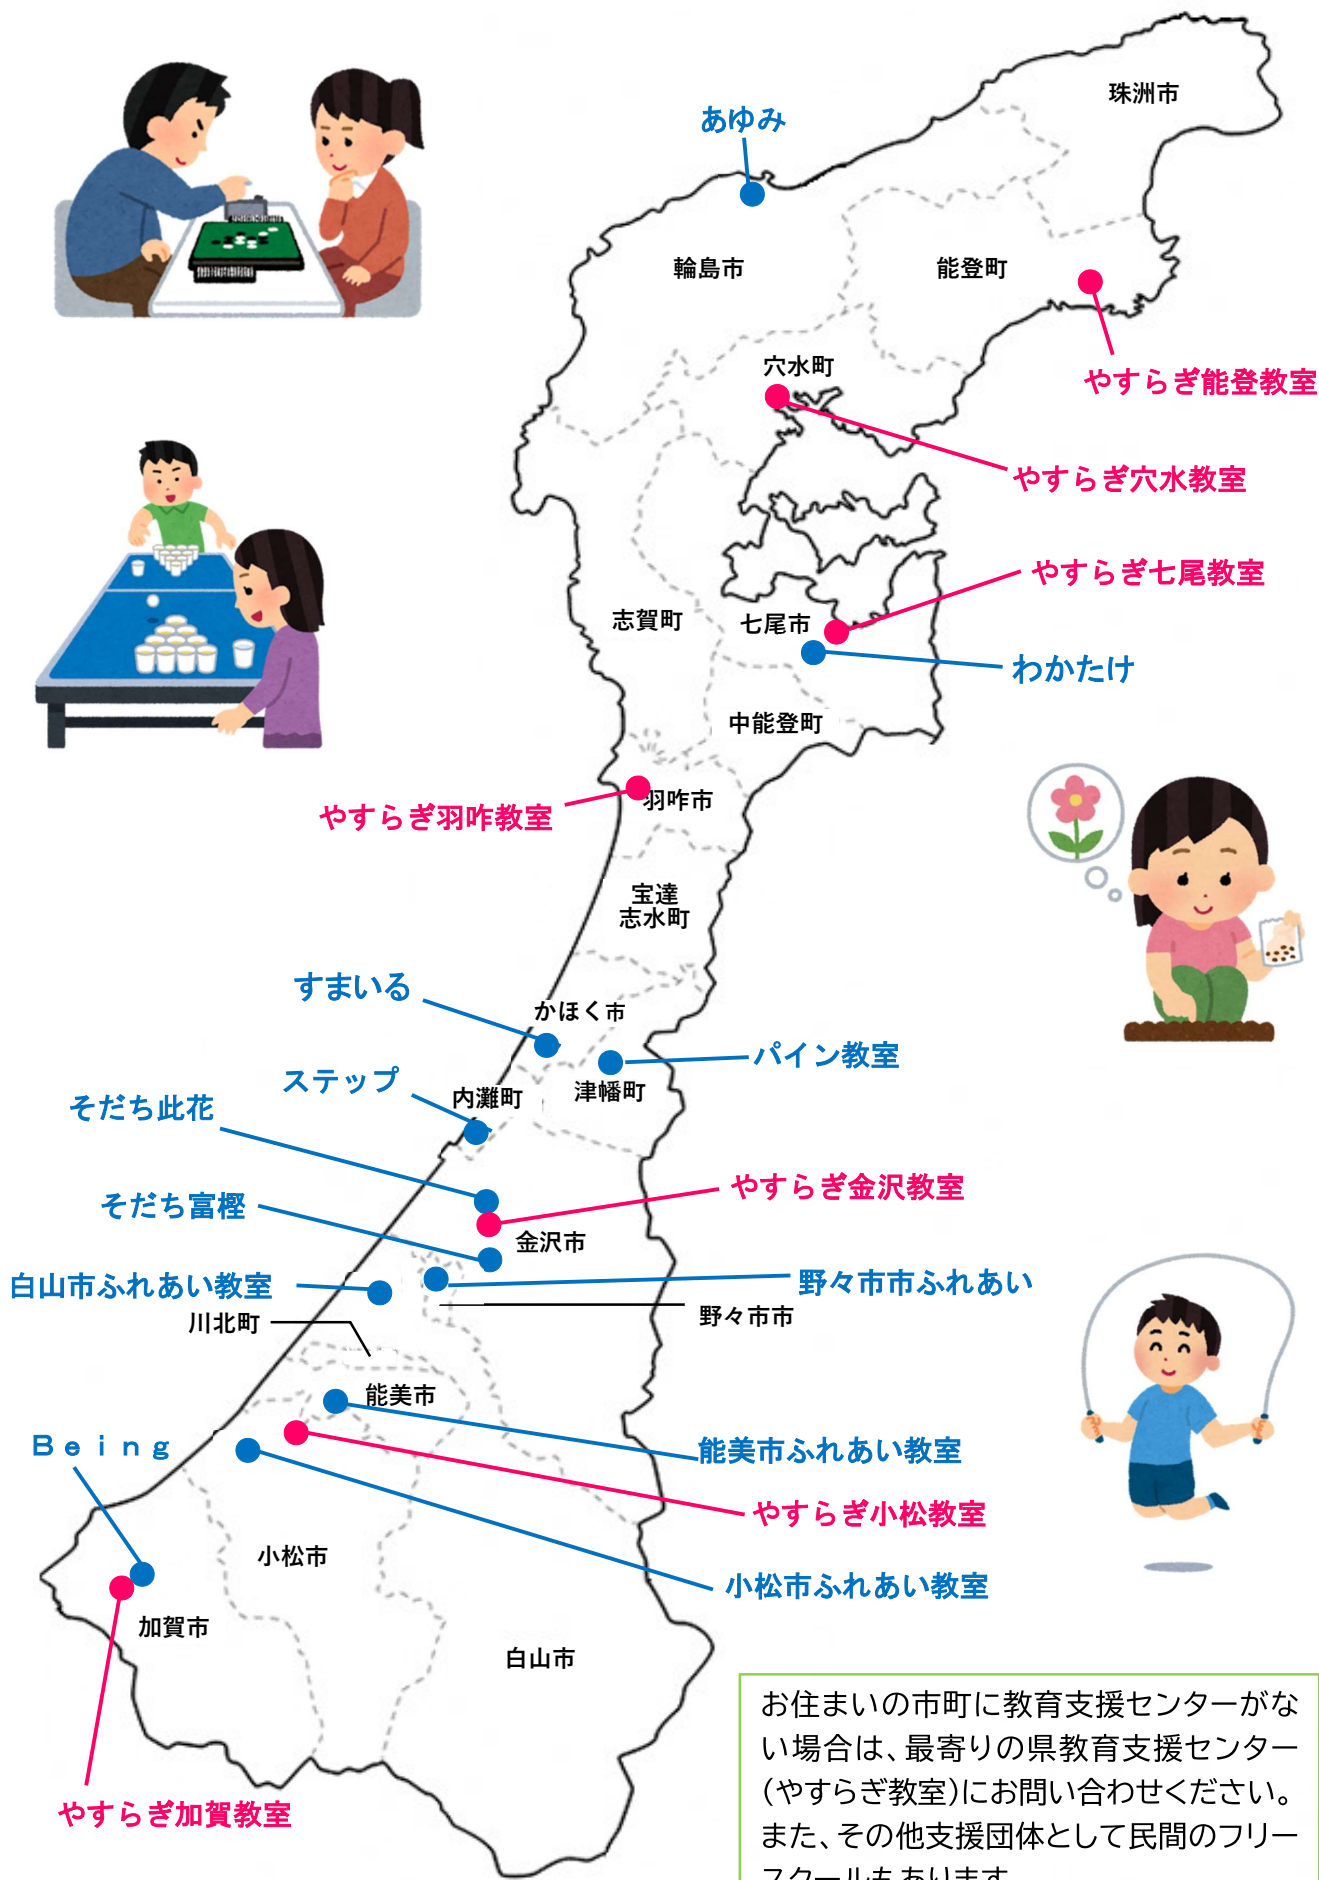 珠洲市
あゆみ
輪島市
能登町
穴水町
やすらぎ能登教室
やすらぎ穴水教室
やすらぎ七尾教室
志賀町
七尾市
わかたけ
中能登町
やすらぎ羽咋教室
羽咋市
宝達
志水町
すまいる
かほく市
パイン教室
ステップ
内灘町
津幡町
そだち此花
やすらぎ金沢教室
そだち富樫
金沢市
白山市ふれあい教室
野々市市ふれあい
川北町
野々市市
能美市
Ｂｅｉｎｇ
能美市ふれあい教室
やすらぎ小松教室
小松市
小松市ふれあい教室
加賀市
白山市
やすらぎ加賀教室
お住まいの市町に教育支援センターがな
い場合は、最寄りの県教育支援センター
（やすらぎ教室）にお問い合わせください。
また、その他支援団体として民間のフリー
スクールもあります